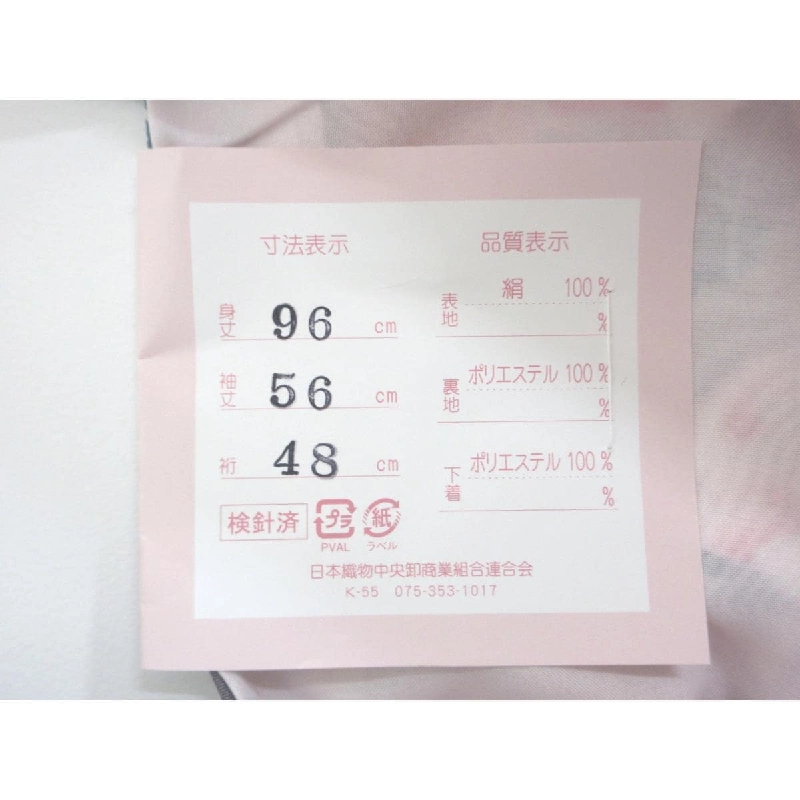 寸法表示
身丈 96 cm
袖丈 56 cm
裄 48 cm
品質表示
表地 絹 100%
%
裏地 ポリエステル 100%
%
下着 ポリエステル 100%
%
検針済 プラ 紙
PVAL ラベル
日本織物中央卸商業組合連合会
K-55 075-353-1017